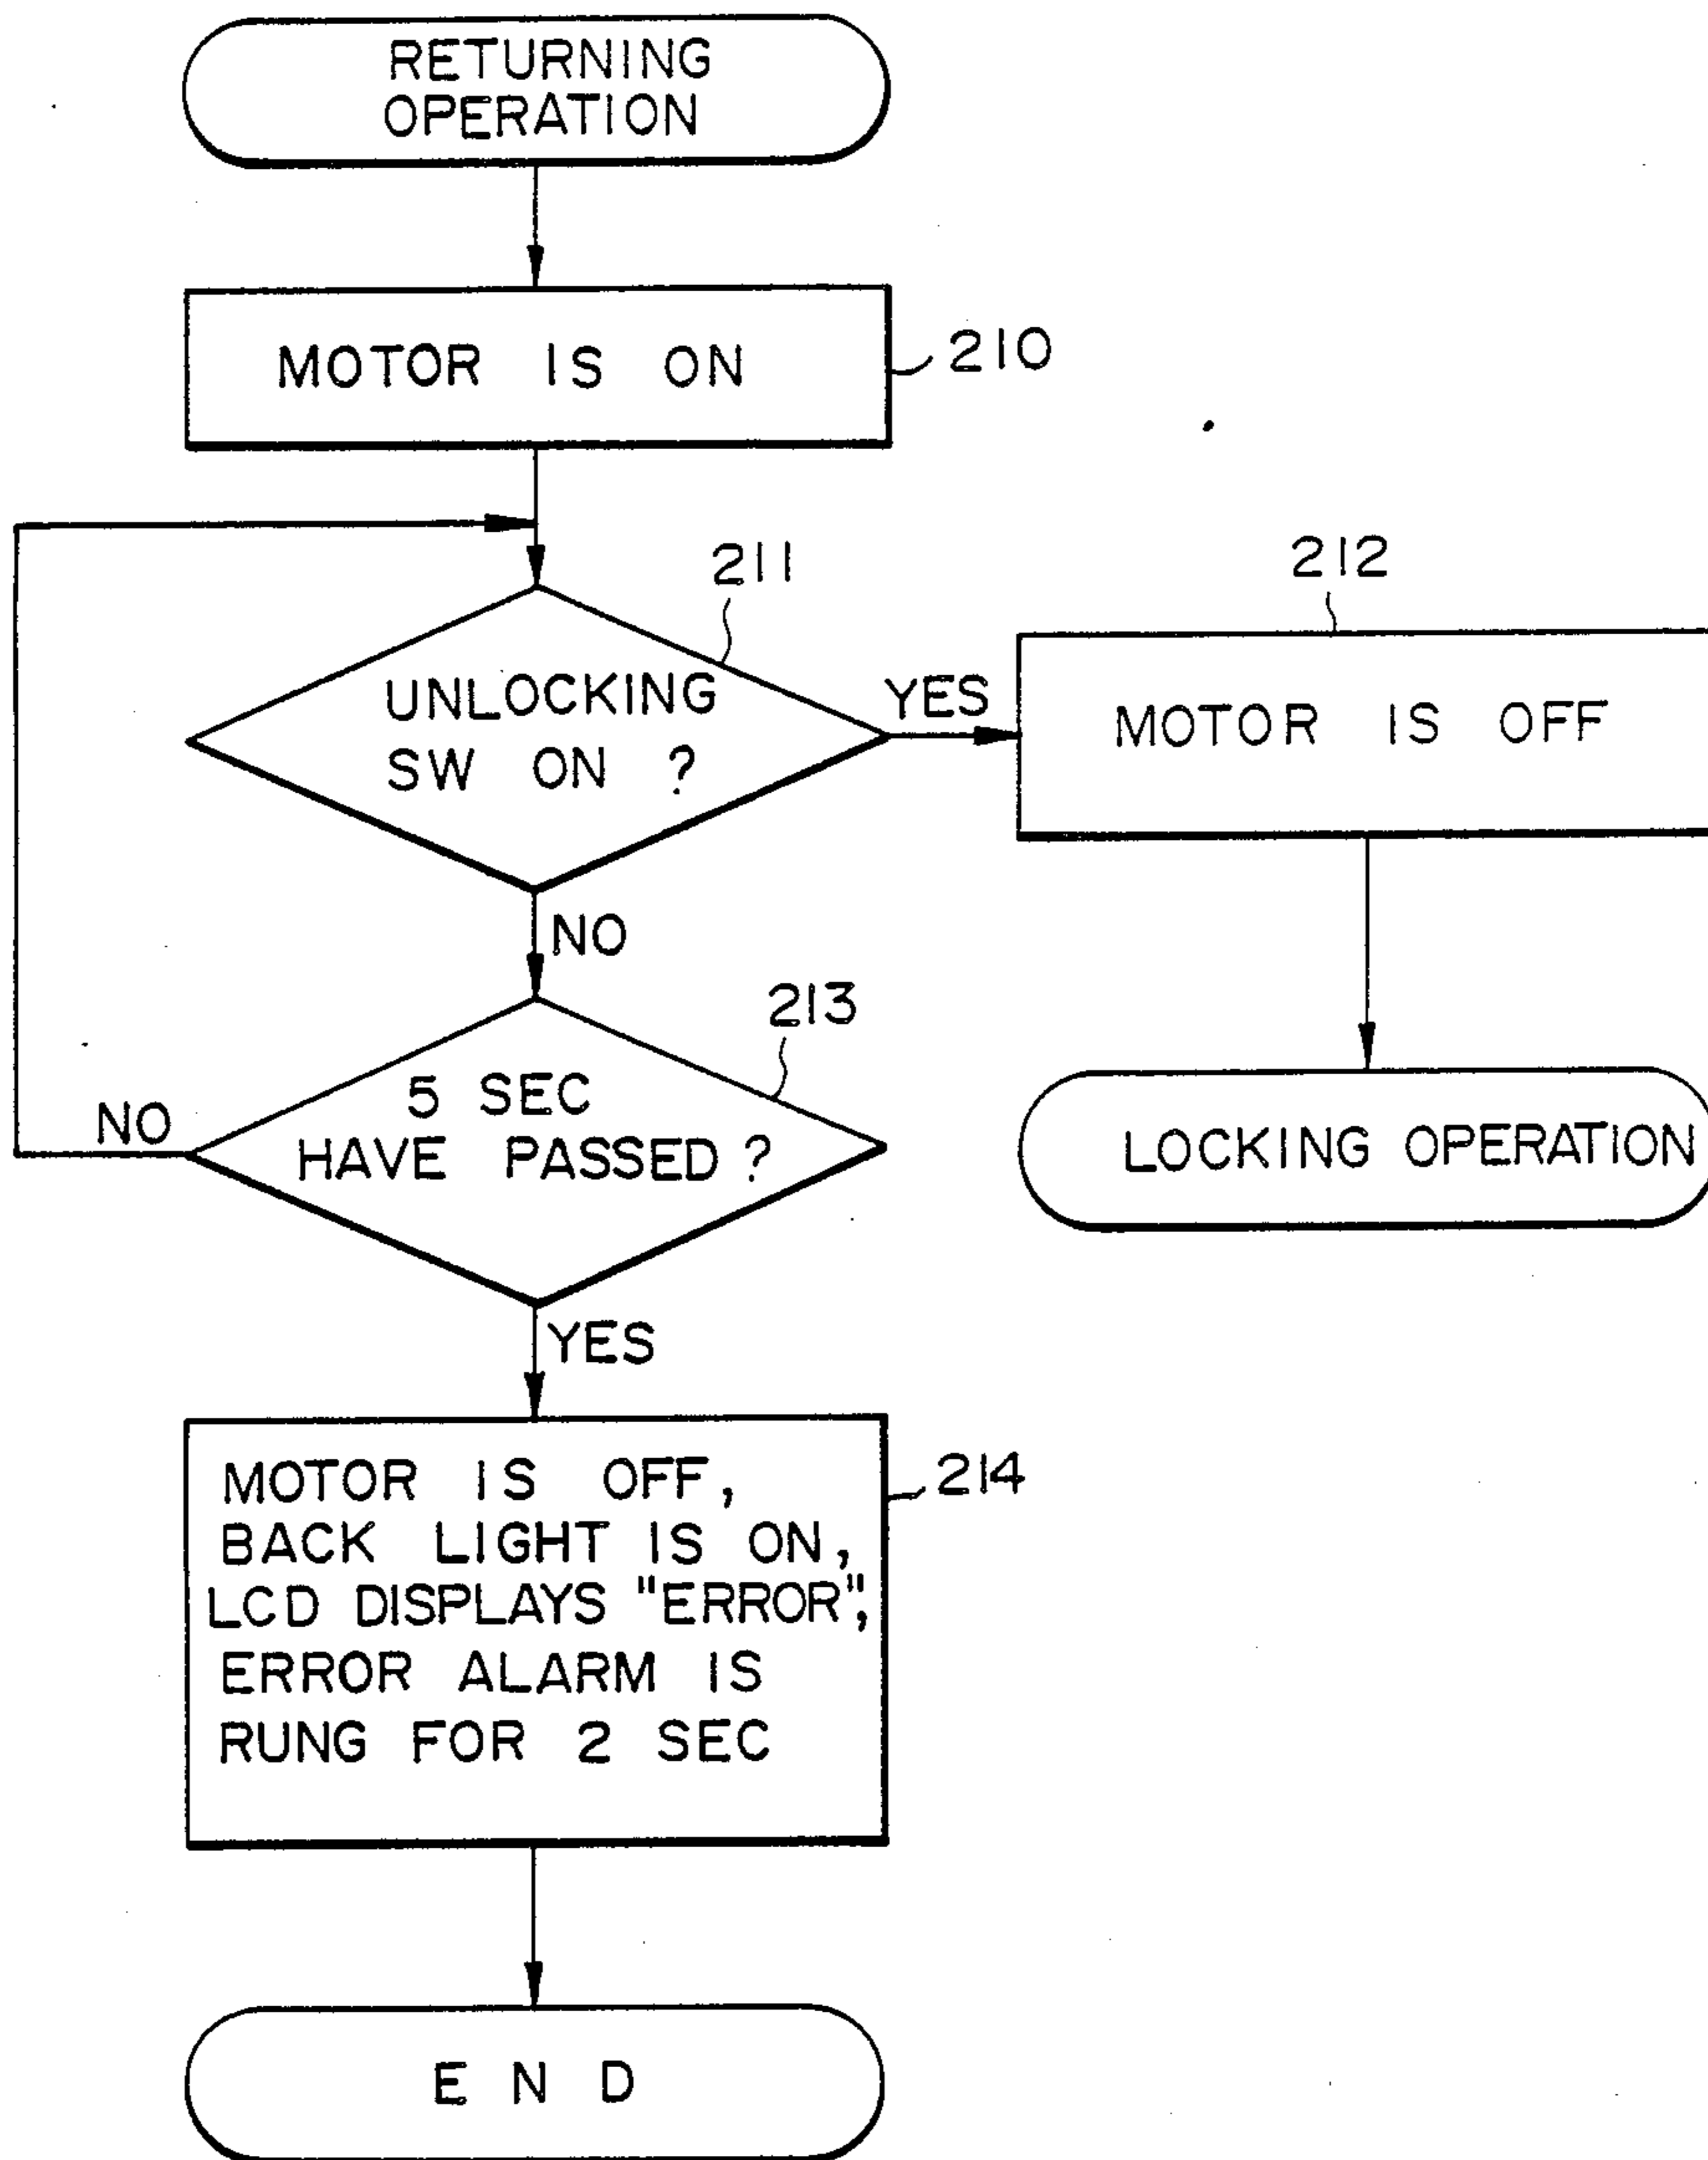 RETURNING
OPERATION
MOTOR IS ON
210
211
UNLOCKING
SW ON ?
YES
212
MOTOR IS OFF
NO
213
5 SEC
HAVE PASSED ?
NO
LOCKING OPERATION
YES
MOTOR IS OFF,
BACK LIGHT IS ON,
LCD DISPLAYS "ERROR",
ERROR ALARM IS
RUNG FOR 2 SEC
214
END